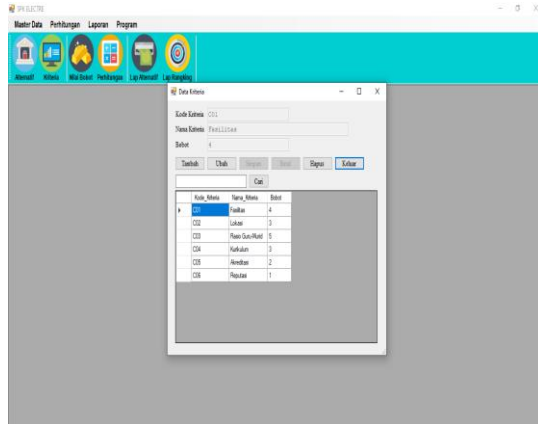 SPK ELECTRE
Master Data Perhitungan Laporan Program
Alternatif Kriteria Nilai Bobot Perhitungan Lap Alternatif Lap Rangking
Data Kriteria
Kode Kriteria C01
Nama Kriteria Fasilitas
Bobot 4
Tambah Ubah Simpan Batal Hapus Keluar
Cari
Kode_Kriteria Nama_Kriteria Bobot
C01 Fasilitas 4
C02 Lokasi 3
C03 Rasio Guru-Murid 5
C04 Kurikulum 3
C05 Akreditasi 2
C06 Reputasi 1